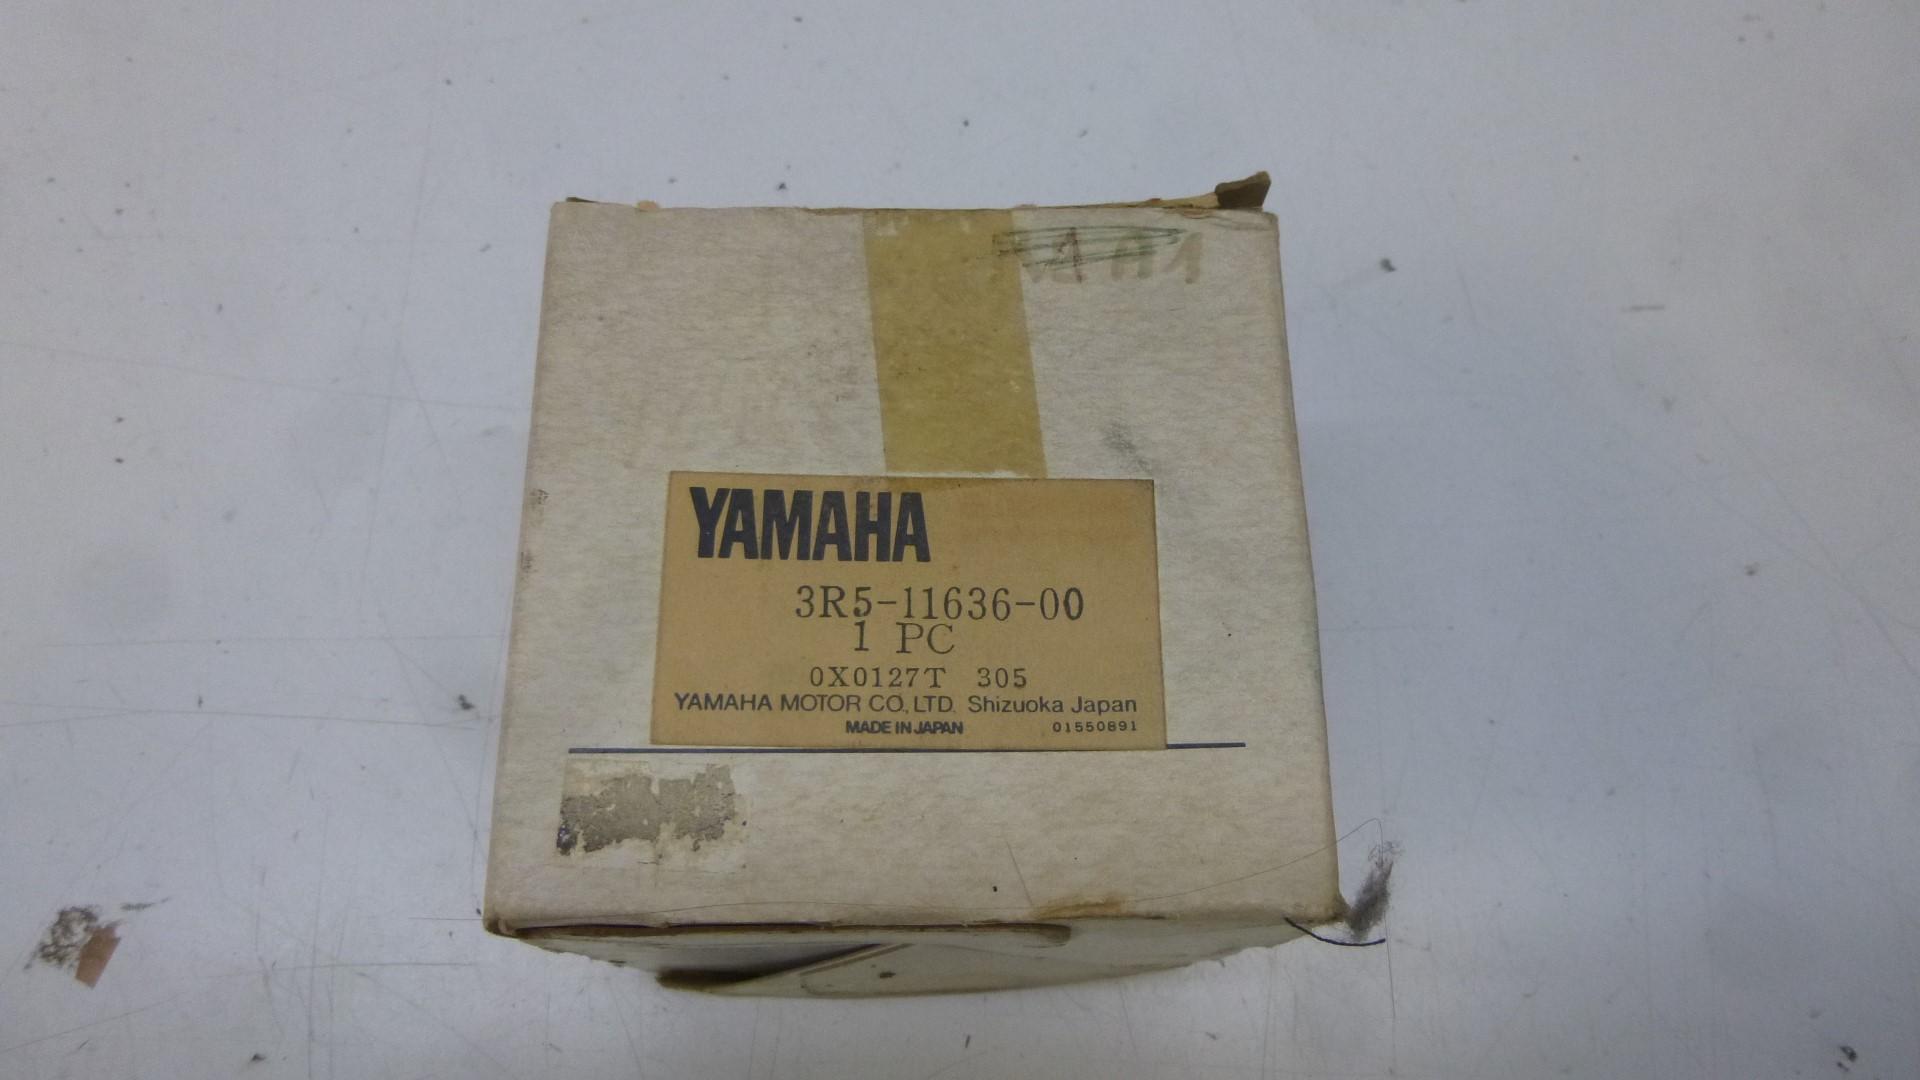 YAMAHA
3R5-11636-00
1 PC
0X0127T 305
YAMAHA MOTOR CO., LTD. Shizuoka Japan
MADE IN JAPAN 01550891